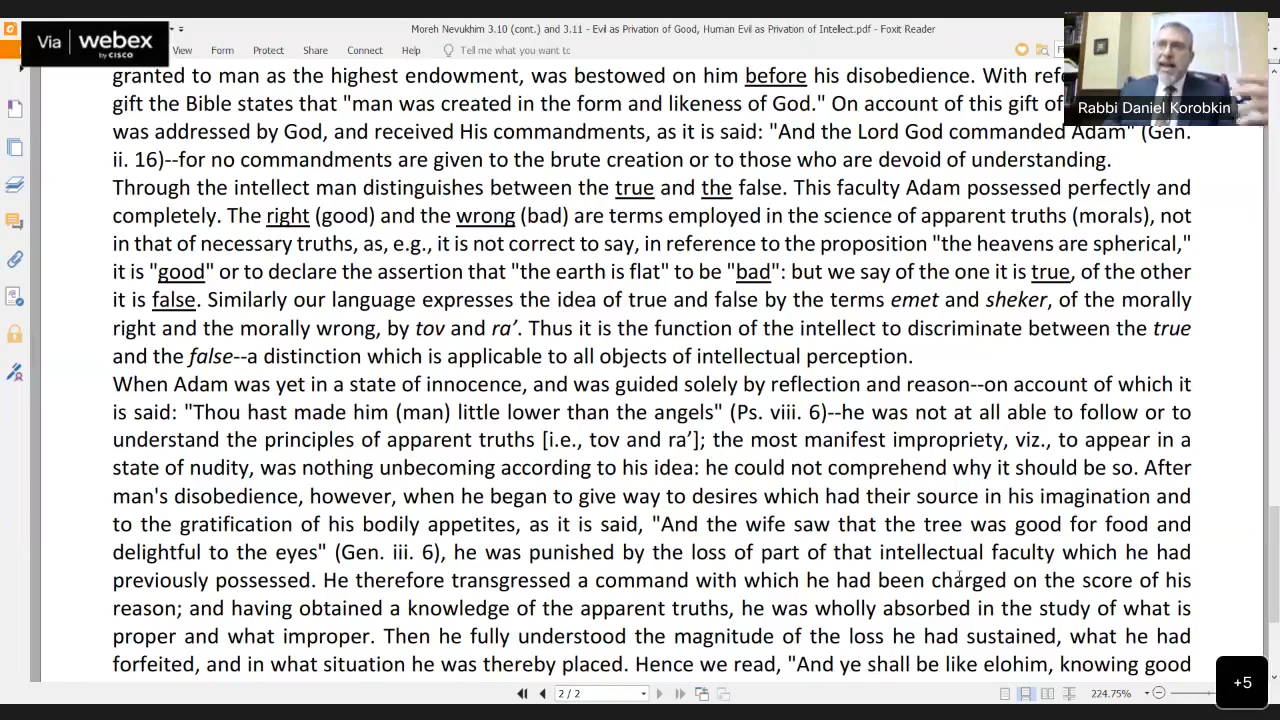 Via webex
by CISCO
Moreh Nevukhim 3.10 (cont.) and 3.11 - Evil as Privation of Good, Human Evil as Privation of Intellect.pdf - Foxit Reader
View Form Protect Share Connect Help Tell me what you want to
Rabbi Daniel Korobkin
granted to man as the highest endowment, was bestowed on him before his disobedience. With
gift the Bible states that "man was created in the form and likeness of God." On account of this gift of
was addressed by God, and received His commandments, as it is said: "And the Lord God commanded Adam" (Gen.
ii. 16)--for no commandments are given to the brute creation or to those who are devoid of understanding.
Through the intellect man distinguishes between the true and the false. This faculty Adam possessed perfectly and
completely. The right (good) and the wrong (bad) are terms employed in the science of apparent truths (morals), not
in that of necessary truths, as, e.g., it is not correct to say, in reference to the proposition "the heavens are spherical,"
it is "good" or to declare the assertion that "the earth is flat" to be "bad": but we say of the one it is true, of the other
it is false. Similarly our language expresses the idea of true and false by the terms emet and sheker, of the morally
right and the morally wrong, by tov and ra’. Thus it is the function of the intellect to discriminate between the true
and the false--a distinction which is applicable to all objects of intellectual perception.
When Adam was yet in a state of innocence, and was guided solely by reflection and reason--on account of which it
is said: "Thou hast made him (man) little lower than the angels" (Ps. viii. 6)--he was not at all able to follow or to
understand the principles of apparent truths [i.e., tov and ra’]; the most manifest impropriety, viz., to appear in a
state of nudity, was nothing unbecoming according to his idea: he could not comprehend why it should be so. After
man's disobedience, however, when he began to give way to desires which had their source in his imagination and
to the gratification of his bodily appetites, as it is said, "And the wife saw that the tree was good for food and
delightful to the eyes" (Gen. iii. 6), he was punished by the loss of part of that intellectual faculty which he had
previously possessed. He therefore transgressed a command with which he had been charged on the score of his
reason; and having obtained a knowledge of the apparent truths, he was wholly absorbed in the study of what is
proper and what improper. Then he fully understood the magnitude of the loss he had sustained, what he had
forfeited, and in what situation he was thereby placed. Hence we read, "And ye shall be like elohim, knowing good
2 / 2
224.75%
+5